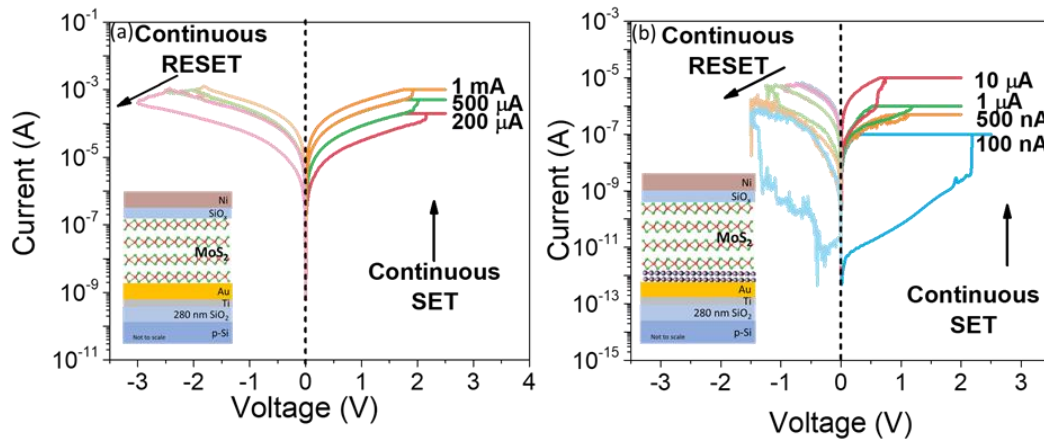 (a) Continuous
RESET
1 mA
500 μA
200 μA
Continuous
SET
Ni
SiOₓ
MoS₂
Au
Ti
280 nm SiO₂
p-Si
Not to scale
10⁻¹
10⁻³
10⁻⁵
10⁻⁷
10⁻⁹
10⁻¹¹
Current (A)
-3 -2 -1 0 1 2 3 4
Voltage (V)
(b) Continuous
RESET
10 μA
1 μA
500 nA
100 nA
Continuous
SET
Ni
SiOₓ
MoS₂
Au
Ti
280 nm SiO₂
p-Si
Not to scale
10⁻¹
10⁻³
10⁻⁵
10⁻⁷
10⁻⁹
10⁻¹¹
10⁻¹³
10⁻¹⁵
Current (A)
-3 -2 -1 0 1 2 3
Voltage (V)